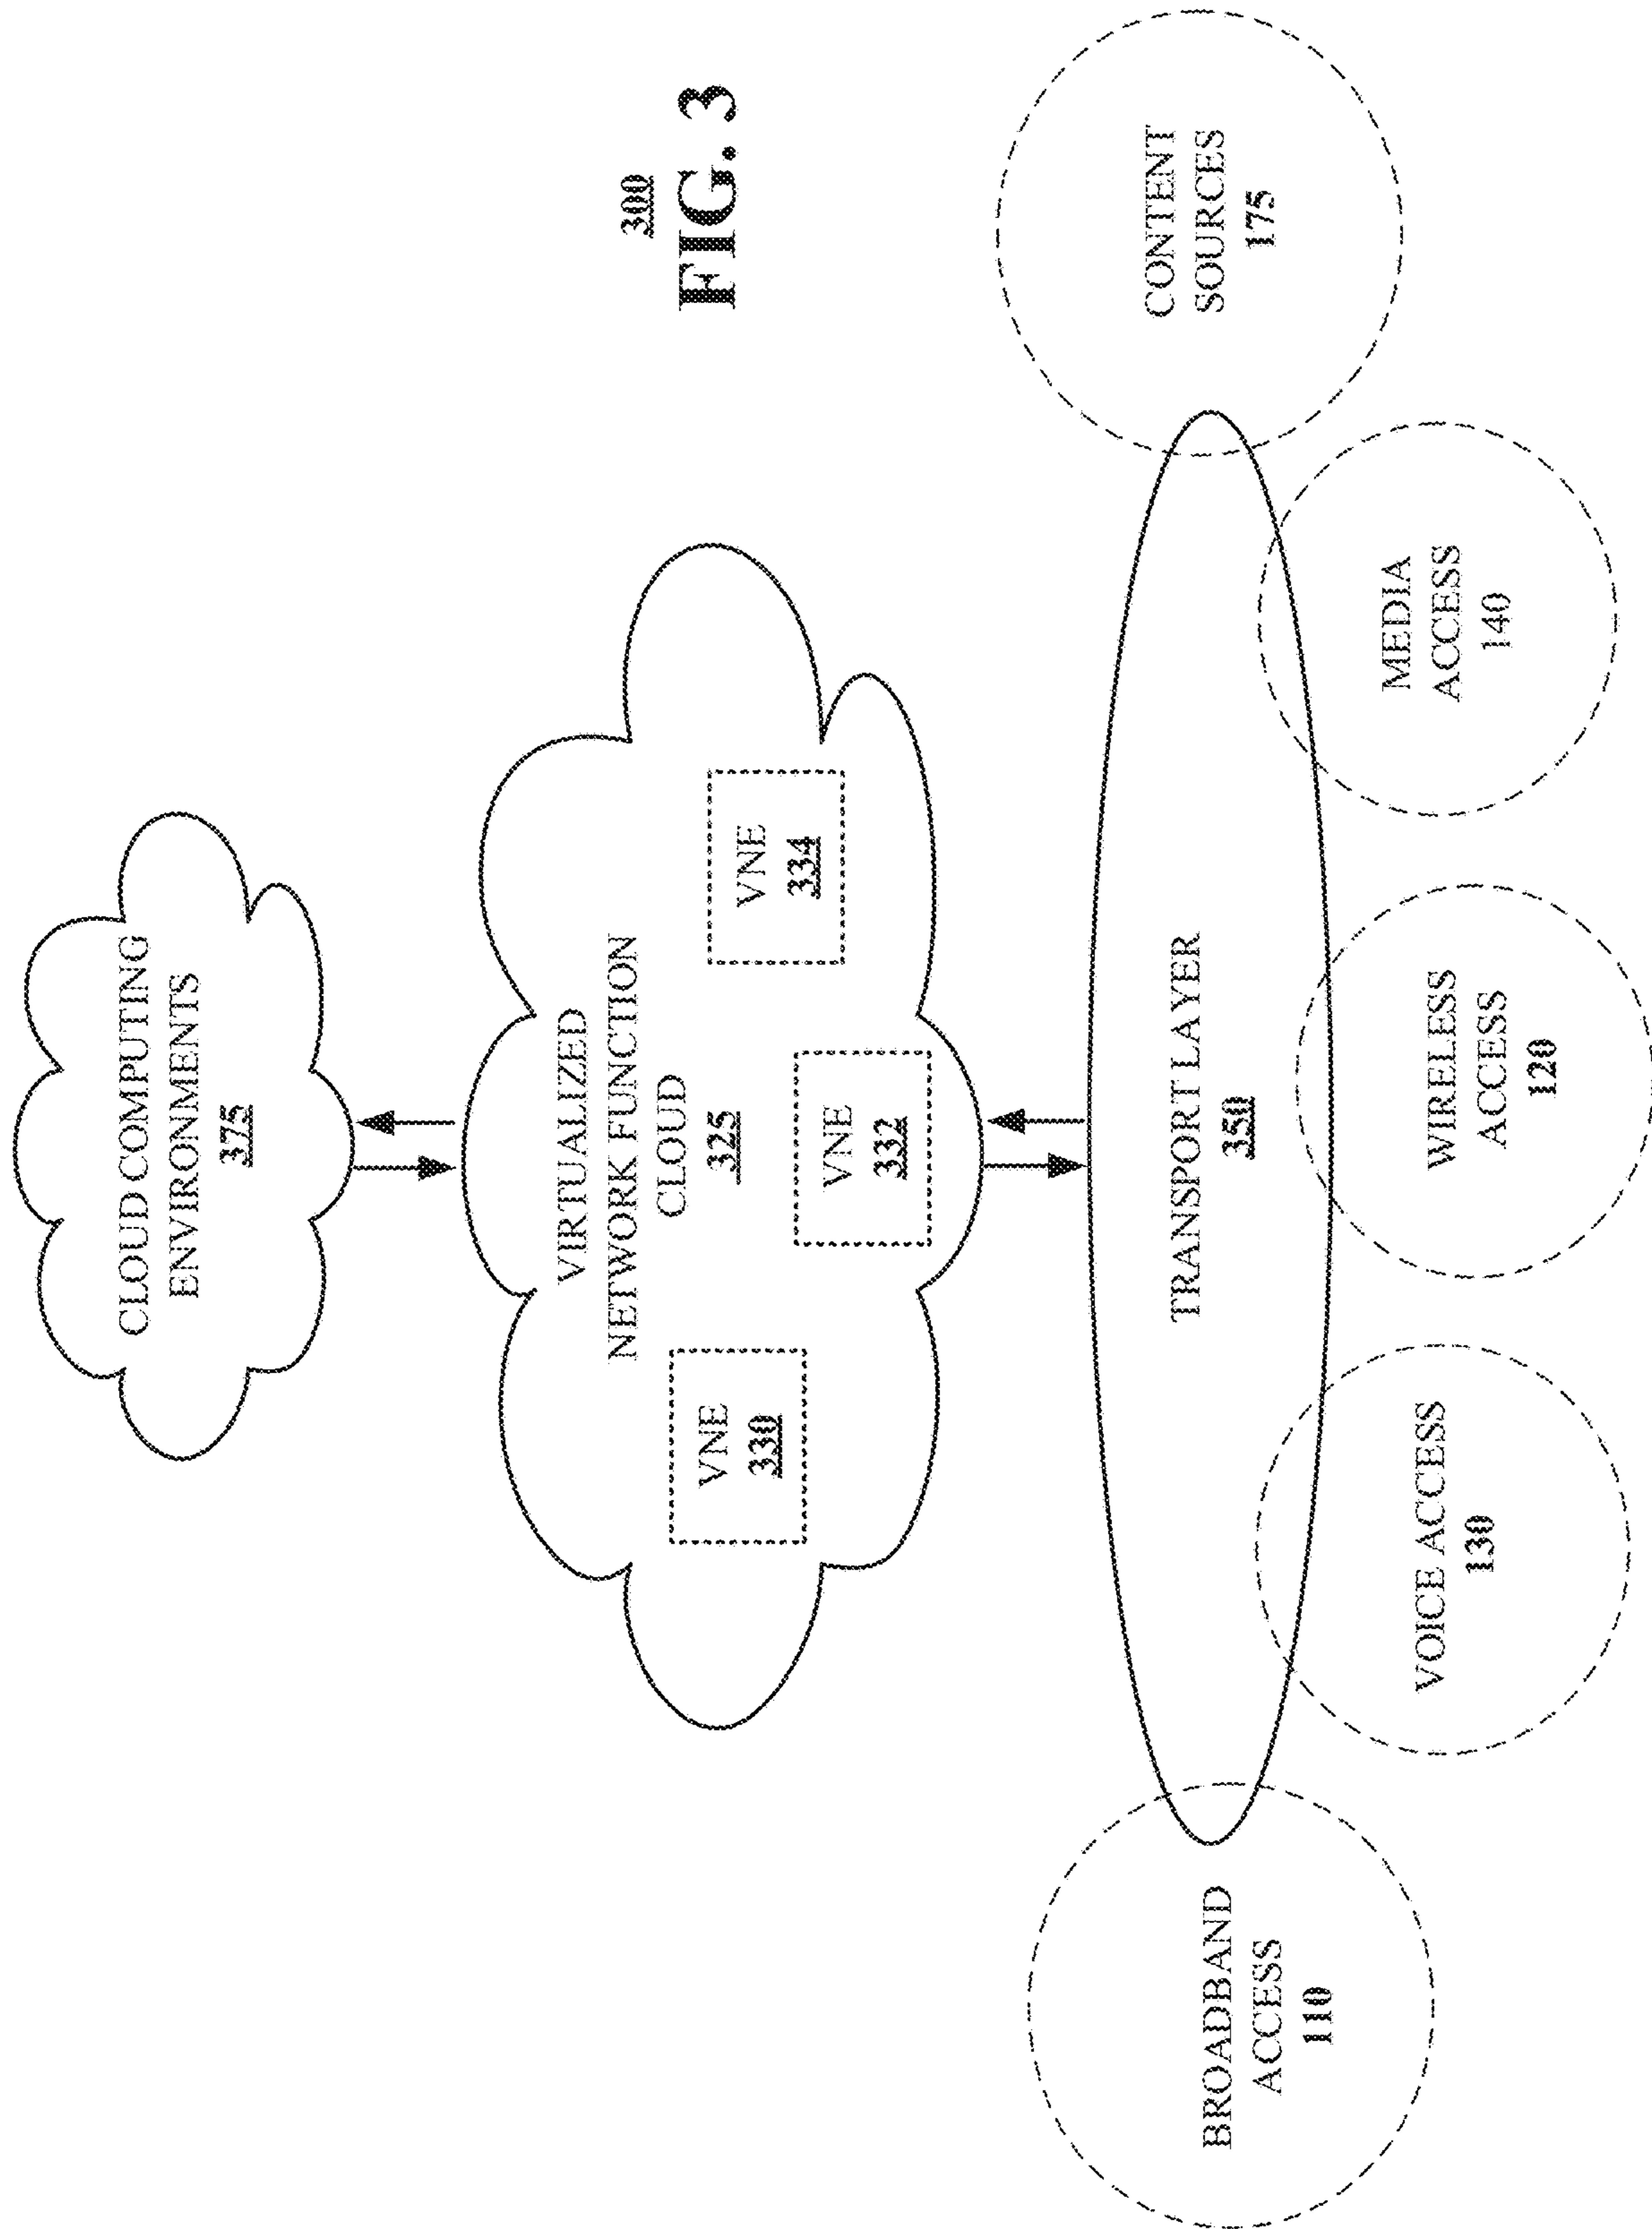 CLOUD COMPUTING
ENVIRONMENTS
375
VIRTUALIZED
NETWORK FUNCTION
CLOUD
325
VNE
330
VNE
332
VNE
334
300
FIG. 3
TRANSPORT LAYER
350
BROADBAND
ACCESS
110
VOICE ACCESS
130
WIRELESS
ACCESS
120
MEDIA
ACCESS
140
CONTENT
SOURCES
175